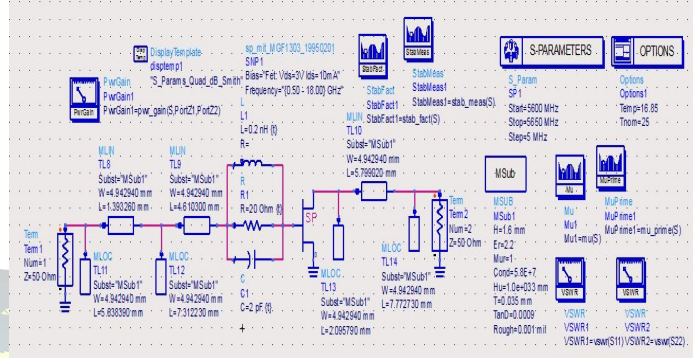 DisplayTemplate
disptemp1
"S_Params_Quad_dB_Smith"
sp_mit_MGF1303_19950201
SNP1
Bias="Fet: Vds=3V Ids=10mA"
Frequency="{0.50 - 18.00} GHz"
PwrGain
PwrGain
PwrGain1
PwrGain1=pwr_gain(S,PortZ1,PortZ2)
StabFact
StabFact
StabFact1
StabFact1=stab_fact(S)
StabMeas
StabMeas
StabMeas1
StabMeas1=stab_meas(S)
S-PARAMETERS
S_Param
SP1
Start=5600 MHz
Stop=5650 MHz
Step=5 MHz
OPTIONS
Options
Options1
Temp=16.85
Tnom=25
L
L1
L=0.2 nH {t}
R=
R
R1
R=20 Ohm {t}
C
C1
C=2 pF {t}
MLIN
TL8
Subst="MSub1"
W=4.942940 mm
L=1.393260 mm
MLIN
TL9
Subst="MSub1"
W=4.942940 mm
L=4.610300 mm
MLIN
TL10
Subst="MSub1"
W=4.942940 mm
L=5.799020 mm
SP
Term
Term1
Num=1
Z=50 Ohm
MLOC
TL11
Subst="MSub1"
W=4.942940 mm
L=5.638390 mm
MLOC
TL12
Subst="MSub1"
W=4.942940 mm
L=7.312230 mm
MLOC
TL13
Subst="MSub1"
W=4.942940 mm
L=2.095790 mm
MLOC
TL14
Subst="MSub1"
W=4.942940 mm
L=7.772730 mm
Term
Term2
Num=2
Z=50 Ohm
MSub
MSUB
MSub1
H=1.6 mm
Er=2.2
Mur=1
Cond=5.8E+7
Hu=1.0e+033 mm
T=0.035 mm
TanD=0.0009
Rough=0.001 mil
Mu
Mu
Mu1
Mu1=mu(S)
MuPrime
MuPrime
MuPrime1
MuPrime1=mu_prime(S)
VSWR
VSWR
VSWR1
VSWR1=vswr(S11)
VSWR
VSWR
VSWR2
VSWR2=vswr(S22)